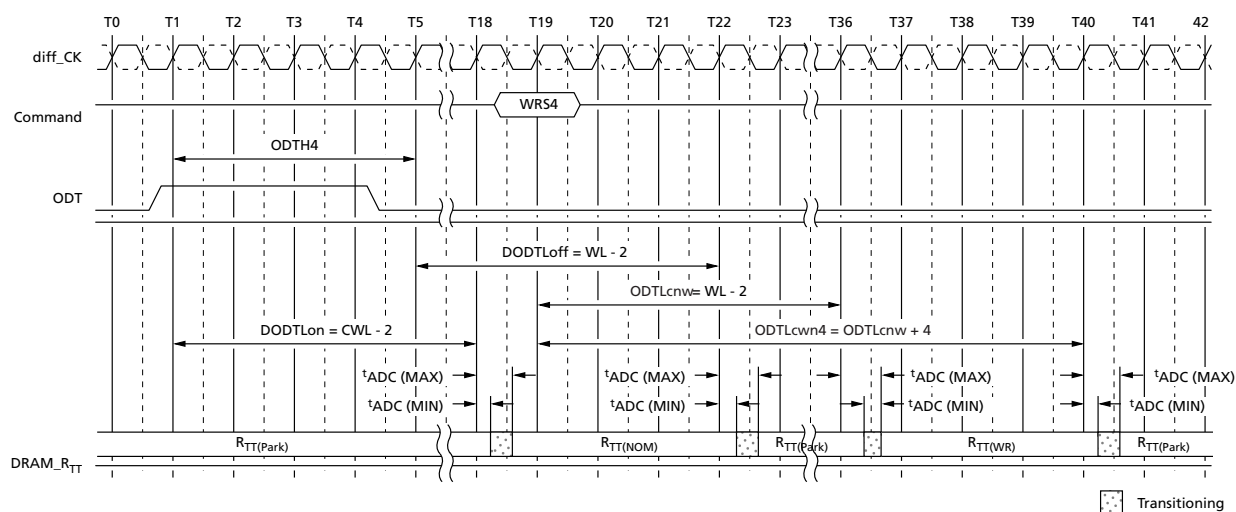 T0 T1 T2 T3 T4 T5 T18 T19 T20 T21 T22 T23 T36 T37 T38 T39 T40 T41 42
diff_CK
Command WRS4
ODTH4
ODT
DODTLoff = WL - 2
ODTLcnw= WL - 2
DODTLon = CWL - 2 ODTLcwn4 = ODTLcnw + 4
tADC (MAX) tADC (MAX) tADC (MAX) tADC (MAX)
tADC (MIN) tADC (MIN) tADC (MIN) tADC (MIN)
RTT(Park) RTT(NOM) RTT(Park) RTT(WR) RTT(Park)
DRAM_RTT
Transitioning